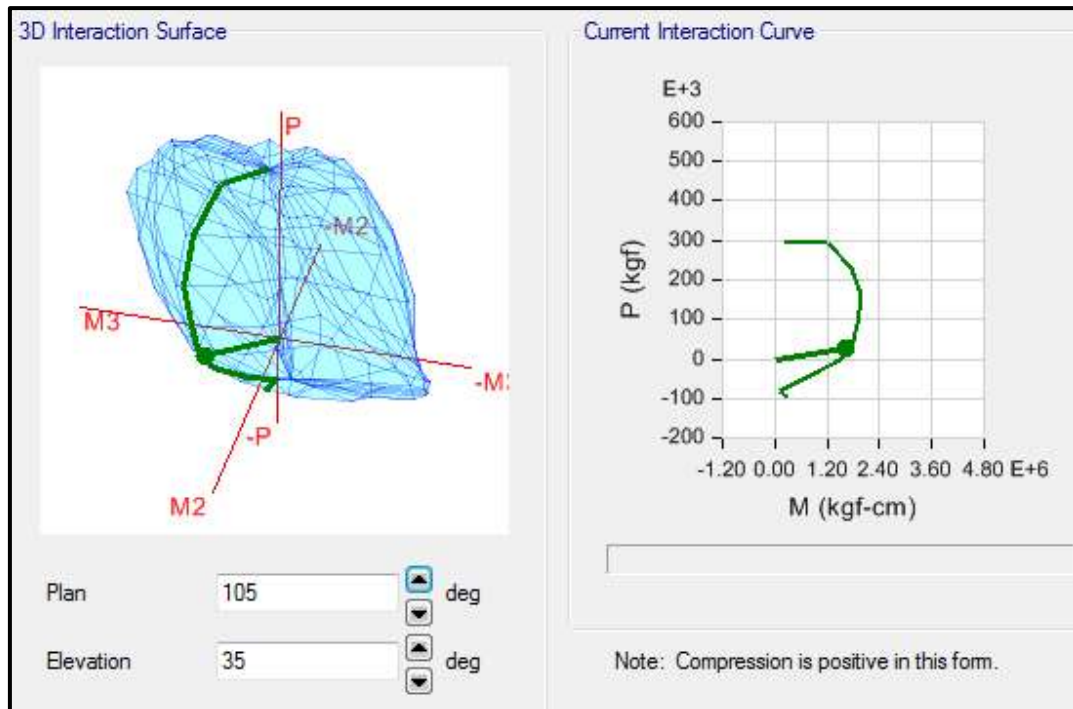 3D Interaction Surface
P
-M2
M3
-M3
-P
M2
Plan 105 deg
Elevation 35 deg
Current Interaction Curve
E+3
600
500
400
300
200
100
0
-100
-200
P (kgf)
-1.20 0.00 1.20 2.40 3.60 4.80 E+6
M (kgf-cm)
Note: Compression is positive in this form.